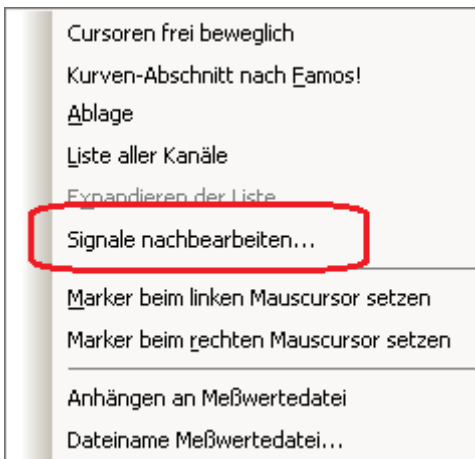 Cursoren frei beweglich
Kurven-Abschnitt nach Famos!
Ablage
Liste aller Kanäle
Expandieren der Liste
Signale nachbearbeiten...
Marker beim linken Mauscursor setzen
Marker beim rechten Mauscursor setzen
Anhängen an Meßwertedatei
Dateiname Meßwertedatei...